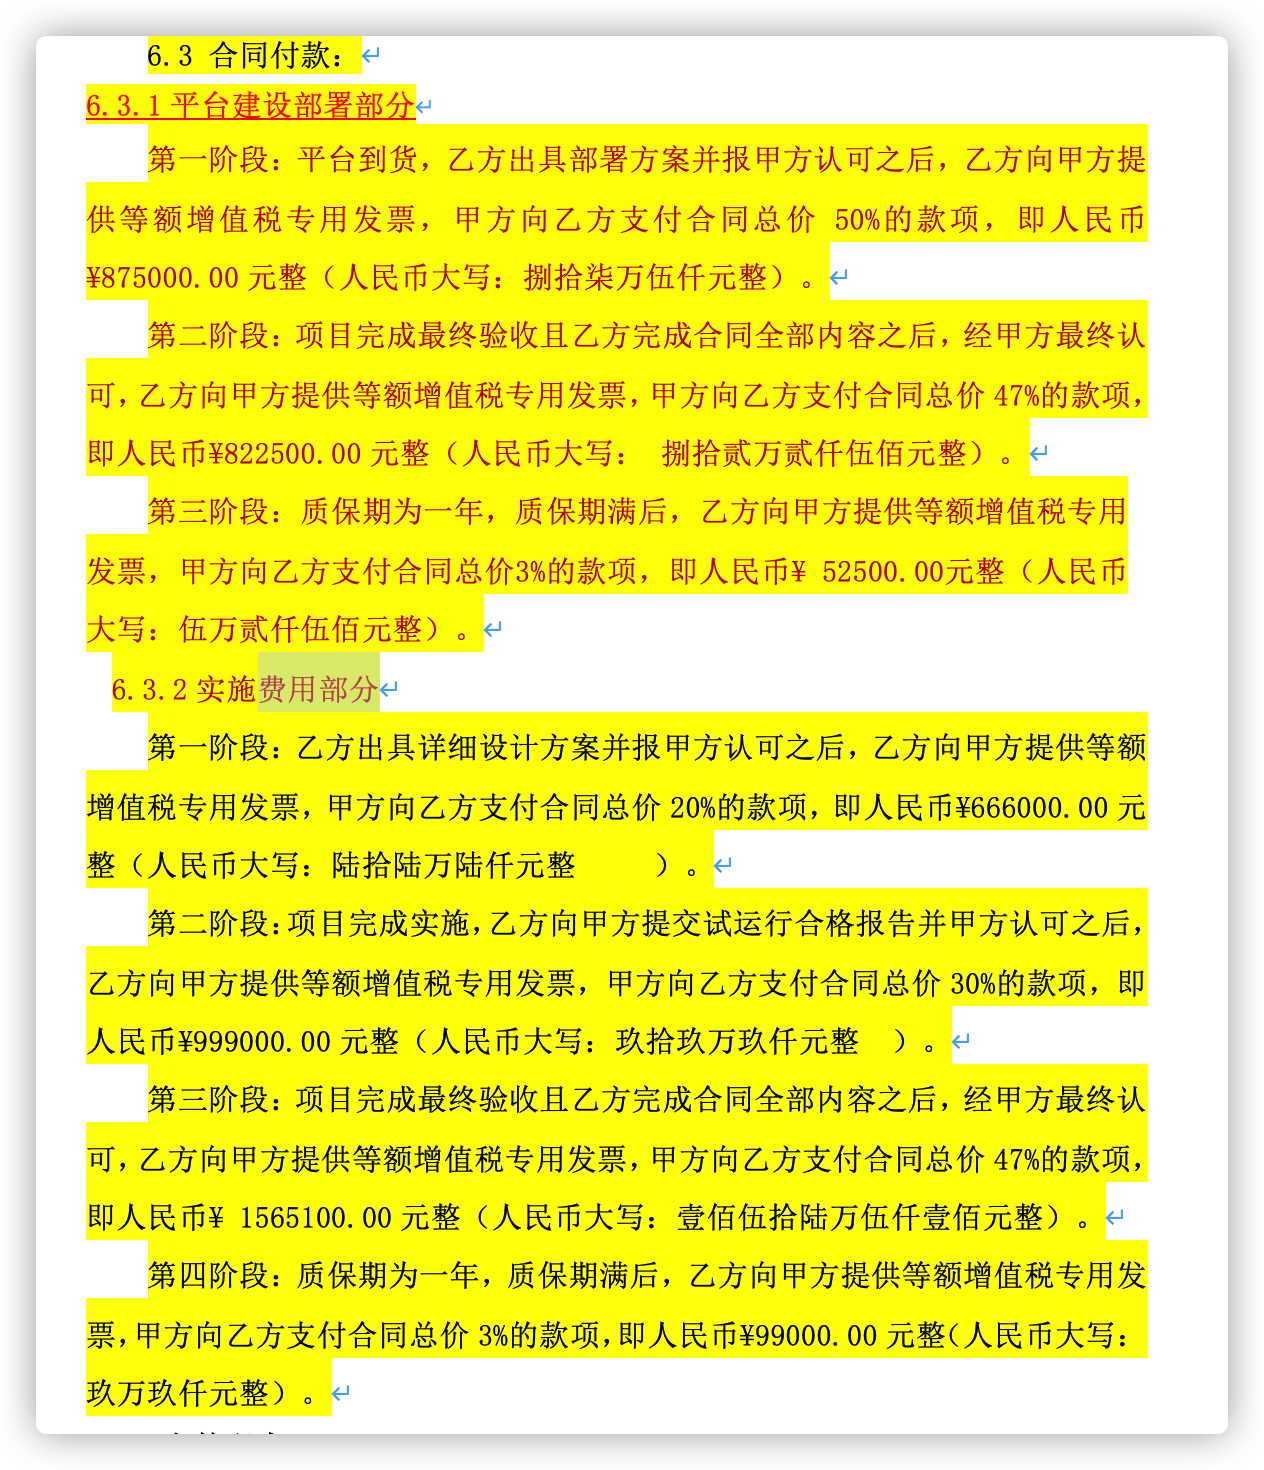 6.3 合同付款：
6.3.1 平台建设部署部分
第一阶段：平台到货，乙方出具部署方案并报甲方认可之后，乙方向甲方提
供等额增值税专用发票，甲方向乙方支付合同总价 50%的款项，即人民币
¥875000.00 元整（人民币大写：捌拾柒万伍仟元整）。
第二阶段：项目完成最终验收且乙方完成合同全部内容之后，经甲方最终认
可，乙方向甲方提供等额增值税专用发票，甲方向乙方支付合同总价 47%的款项，
即人民币¥822500.00 元整（人民币大写： 捌拾贰万贰仟伍佰元整）。
第三阶段：质保期为一年，质保期满后，乙方向甲方提供等额增值税专用
发票，甲方向乙方支付合同总价3%的款项，即人民币¥ 52500.00元整（人民币
大写：伍万贰仟伍佰元整）。
6.3.2 实施费用部分
第一阶段：乙方出具详细设计方案并报甲方认可之后，乙方向甲方提供等额
增值税专用发票，甲方向乙方支付合同总价 20%的款项，即人民币¥666000.00 元
整（人民币大写：陆拾陆万陆仟元整 ）。
第二阶段：项目完成实施，乙方向甲方提交试运行合格报告并甲方认可之后，
乙方向甲方提供等额增值税专用发票，甲方向乙方支付合同总价 30%的款项，即
人民币¥999000.00 元整（人民币大写：玖拾玖万玖仟元整 ）。
第三阶段：项目完成最终验收且乙方完成合同全部内容之后，经甲方最终认
可，乙方向甲方提供等额增值税专用发票，甲方向乙方支付合同总价 47%的款项，
即人民币¥ 1565100.00 元整（人民币大写：壹佰伍拾陆万伍仟壹佰元整）。
第四阶段：质保期为一年，质保期满后，乙方向甲方提供等额增值税专用发
票，甲方向乙方支付合同总价 3%的款项，即人民币¥99000.00 元整（人民币大写：
玖万玖仟元整）。